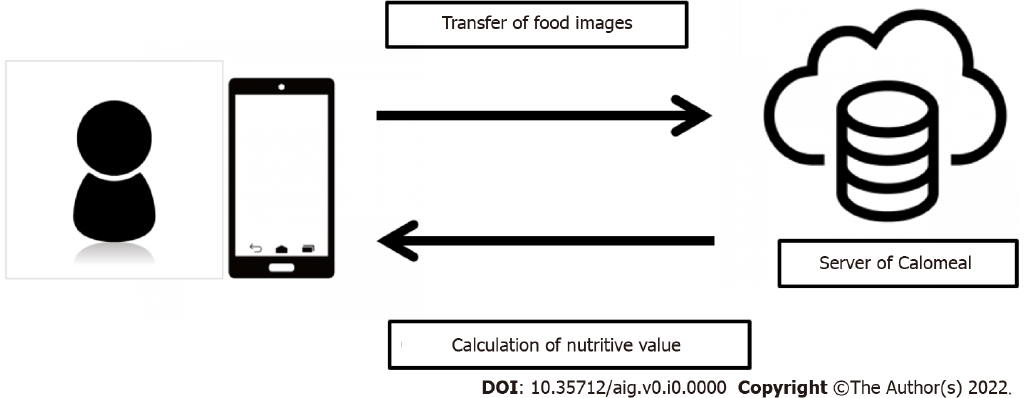 Transfer of food images
Server of Calomeal
Calculation of nutritive value
DOI: 10.35712/aig.v0.i0.0000 Copyright ©The Author(s) 2022.